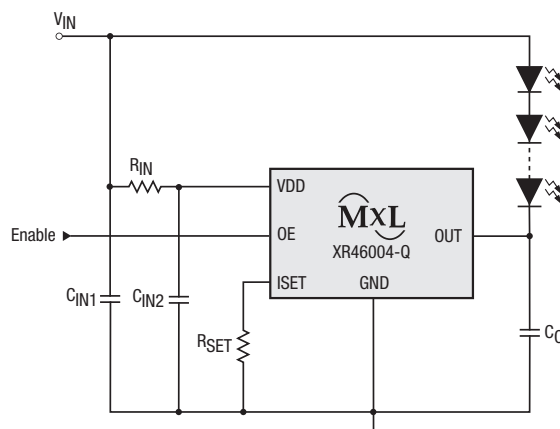 VIN
RIN
VDD
MXL
XR46004-Q
OE
OUT
Enable
ISET
GND
CIN1
CIN2
RSET